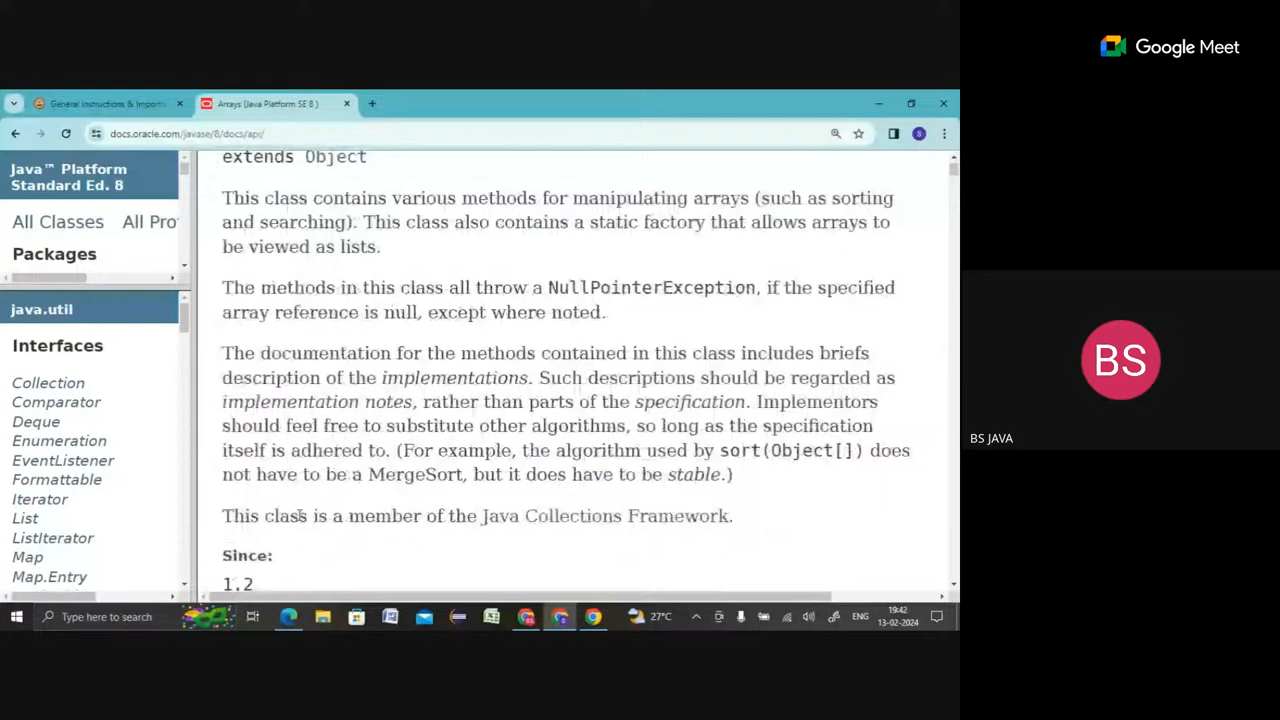 Google Meet
General Instructions & Import
Arrays (Java Platform SE 8 )
docs.oracle.com/javase/8/docs/api/
Java™ Platform
Standard Ed. 8
All Classes All Pro
Packages
java.util
Interfaces
Collection
Comparator
Deque
Enumeration
EventListener
Formattable
Iterator
List
ListIterator
Map
Map.Entry
extends Object
This class contains various methods for manipulating arrays (such as sorting
and searching). This class also contains a static factory that allows arrays to
be viewed as lists.
The methods in this class all throw a NullPointerException, if the specified
array reference is null, except where noted.
The documentation for the methods contained in this class includes briefs
description of the implementations. Such descriptions should be regarded as
implementation notes, rather than parts of the specification. Implementors
should feel free to substitute other algorithms, so long as the specification
itself is adhered to. (For example, the algorithm used by sort(Object[]) does
not have to be a MergeSort, but it does have to be stable.)
This class is a member of the Java Collections Framework.
Since:
1.2
BS
BS JAVA
S
Type here to search
27°C
ENG
19:42
13-02-2024